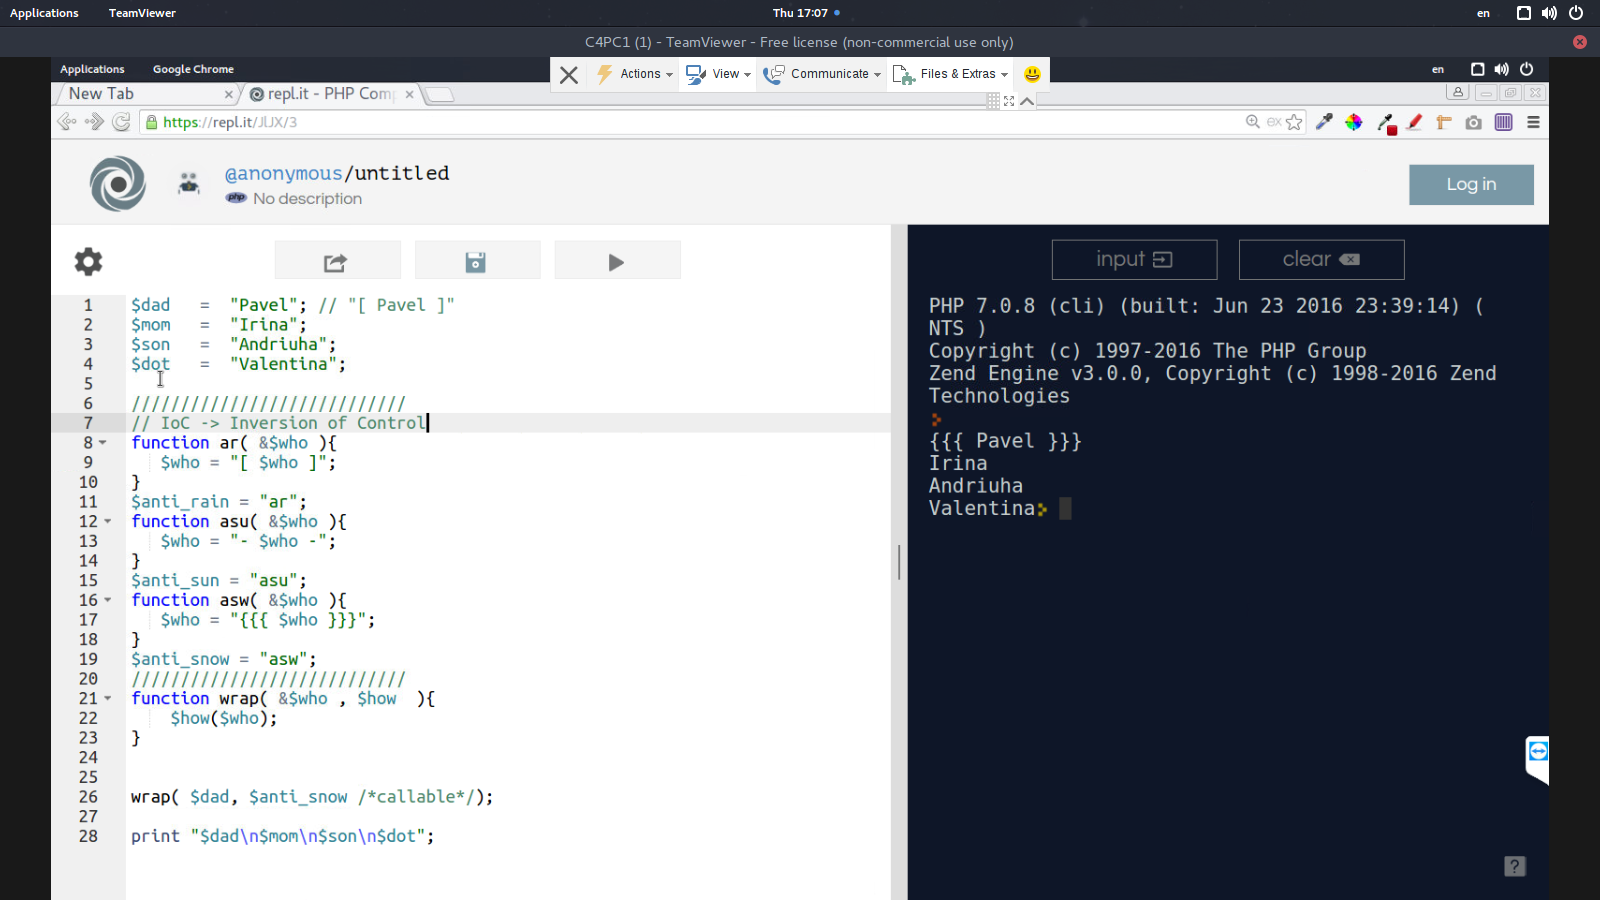 Applications TeamViewer Thu 17:07 en
C4PC1 (1) - TeamViewer - Free license (non-commercial use only)
Applications Google Chrome en
Actions View Communicate Files & Extras
New Tab repl.it - PHP Com
https://repl.it/JIJX/3
@anonymous/untitled
php No description
Log in
input clear
1 $dad = "Pavel"; // "[ Pavel ]"
2 $mom = "Irina";
3 $son = "Andriuha";
4 $dot = "Valentina";
5
6 ////////////////////////////
7 // IoC -> Inversion of Control
8 function ar( &$who ){
9 $who = "[ $who ]";
10 }
11 $anti_rain = "ar";
12 function asu( &$who ){
13 $who = "- $who -";
14 }
15 $anti_sun = "asu";
16 function asw( &$who ){
17 $who = "{{{ $who }}}";
18 }
19 $anti_snow = "asw";
20 ////////////////////////////
21 function wrap( &$who , $how ){
22 $how($who);
23 }
24
25
26 wrap( $dad, $anti_snow /*callable*/);
27
28 print "$dad\n$mom\n$son\n$dot";
PHP 7.0.8 (cli) (built: Jun 23 2016 23:39:14) (
NTS )
Copyright (c) 1997-2016 The PHP Group
Zend Engine v3.0.0, Copyright (c) 1998-2016 Zend
Technologies
{{{ Pavel }}}
Irina
Andriuha
Valentina
?